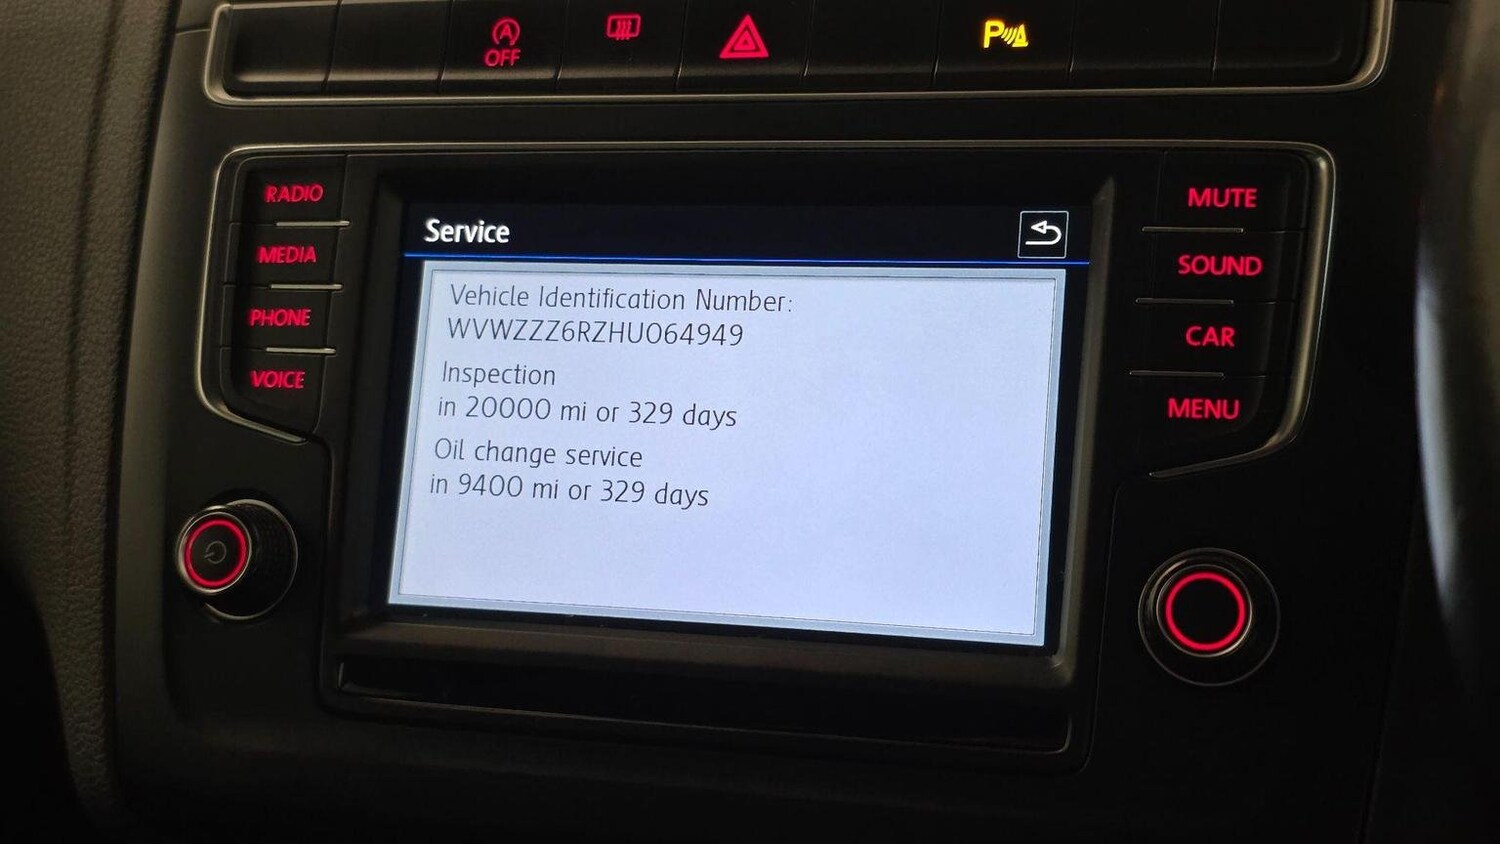 OFF
P
RADIO
MEDIA
PHONE
VOICE
Service
Vehicle Identification Number:
WVWZZZ6RZHU064949
Inspection
in 20000 mi or 329 days
Oil change service
in 9400 mi or 329 days
MUTE
SOUND
CAR
MENU